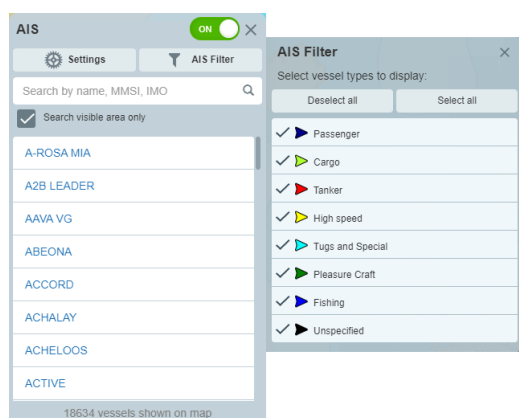 AIS
ON
Settings
AIS Filter
Search by name, MMSI, IMO
Search visible area only
A-ROSA MIA
A2B LEADER
AAVA VG
ABEONA
ACCORD
ACHALAY
ACHELOOS
ACTIVE
18634 vessels shown on map
AIS Filter
Select vessel types to display:
Deselect all
Select all
Passenger
Cargo
Tanker
High speed
Tugs and Special
Pleasure Craft
Fishing
Unspecified